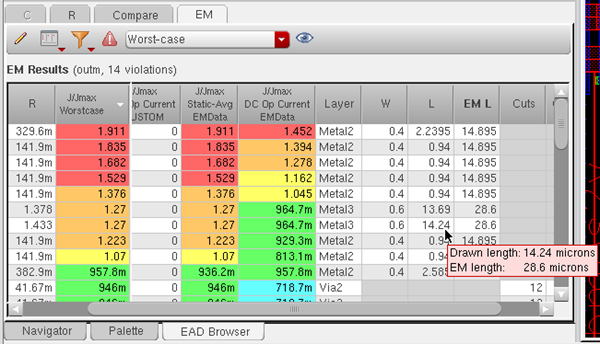 C R Compare EM
Worst-case
EM Results (outm, 14 violations)
R J/Jmax Worstcase J/Jmax Op Current USTOM J/Jmax Static-Avg EMData J/Jmax DC Op Current EMData Layer W L EM L Cuts
329.6m 1.911 0 1.911 1.452 Metal2 0.4 2.2395 14.895
141.9m 1.835 0 1.835 1.394 Metal2 0.4 0.94 14.895
141.9m 1.682 0 1.682 1.278 Metal2 0.4 0.94 14.895
141.9m 1.529 0 1.529 1.162 Metal2 0.4 0.94 14.895
141.9m 1.376 0 1.376 1.045 Metal2 0.4 0.94 14.895
1.378 1.27 0 1.27 964.7m Metal3 0.6 13.69 28.6
1.433 1.27 0 1.27 964.7m Metal3 0.6 14.24 28.6
141.9m 1.223 0 1.223 929.3m Metal2 0.4 0.94 14.895
141.9m 1.07 0 1.07 813.1m Metal2 0.4 0.94
382.9m 957.8m 0 936.2m 957.8m Metal2 0.4 2.585
Drawn length: 14.24 microns
EM length: 28.6 microns
41.67m 946m 0 946m 718.7m Via2 12
Navigator Palette EAD Browser